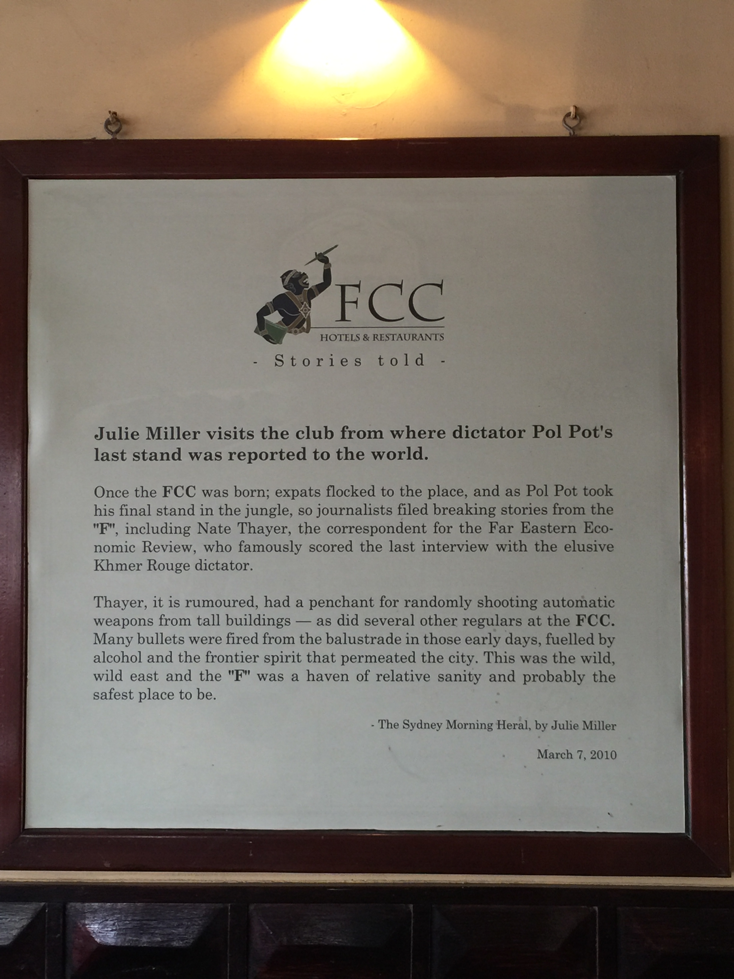 FCC
HOTELS & RESTAURANTS
- Stories told -
Julie Miller visits the club from where dictator Pol Pot's
last stand was reported to the world.
Once the FCC was born; expats flocked to the place, and as Pol Pot took
his final stand in the jungle, so journalists filed breaking stories from the
"F", including Nate Thayer, the correspondent for the Far Eastern Eco-
nomic Review, who famously scored the last interview with the elusive
Khmer Rouge dictator.
Thayer, it is rumoured, had a penchant for randomly shooting automatic
weapons from tall buildings — as did several other regulars at the FCC.
Many bullets were fired from the balustrade in those early days, fuelled by
alcohol and the frontier spirit that permeated the city. This was the wild,
wild east and the "F" was a haven of relative sanity and probably the
safest place to be.
- The Sydney Morning Heral, by Julie Miller
March 7, 2010